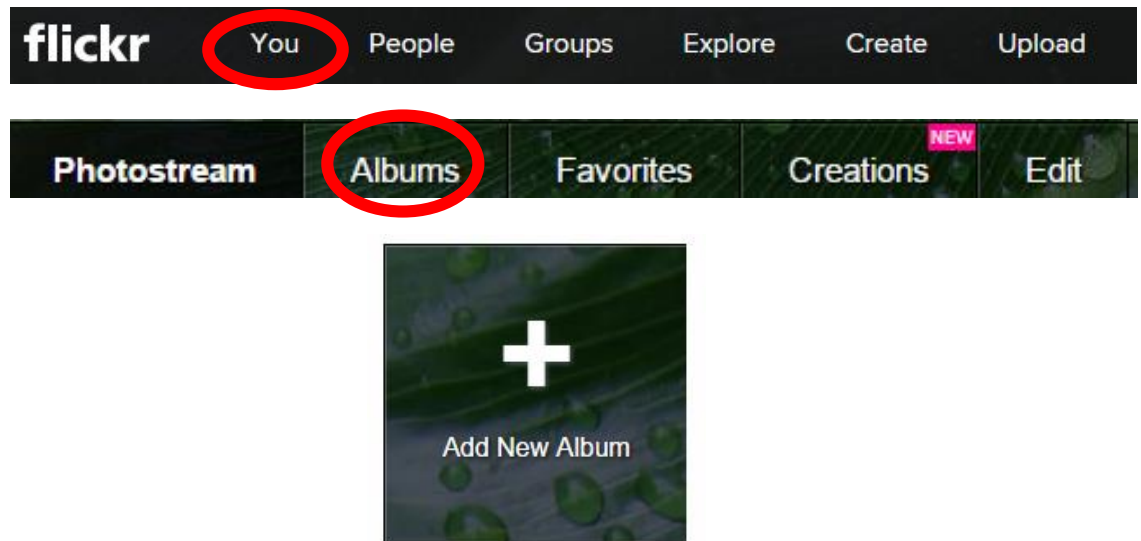 flickr You People Groups Explore Create Upload
NEW
Photostream Albums Favorites Creations Edit
Add New Album